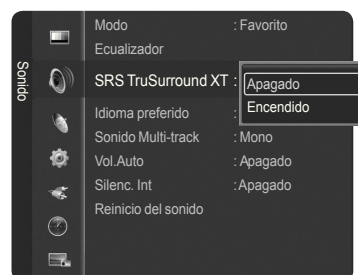 Sonido
Modo : Favorito
Ecualizador
SRS TruSurround XT :
Apagado
Encendido
Idioma preferido :
Sonido Multi-track : Mono
Vol.Auto : Apagado
Silenc. Int : Apagado
Reinicio del sonido